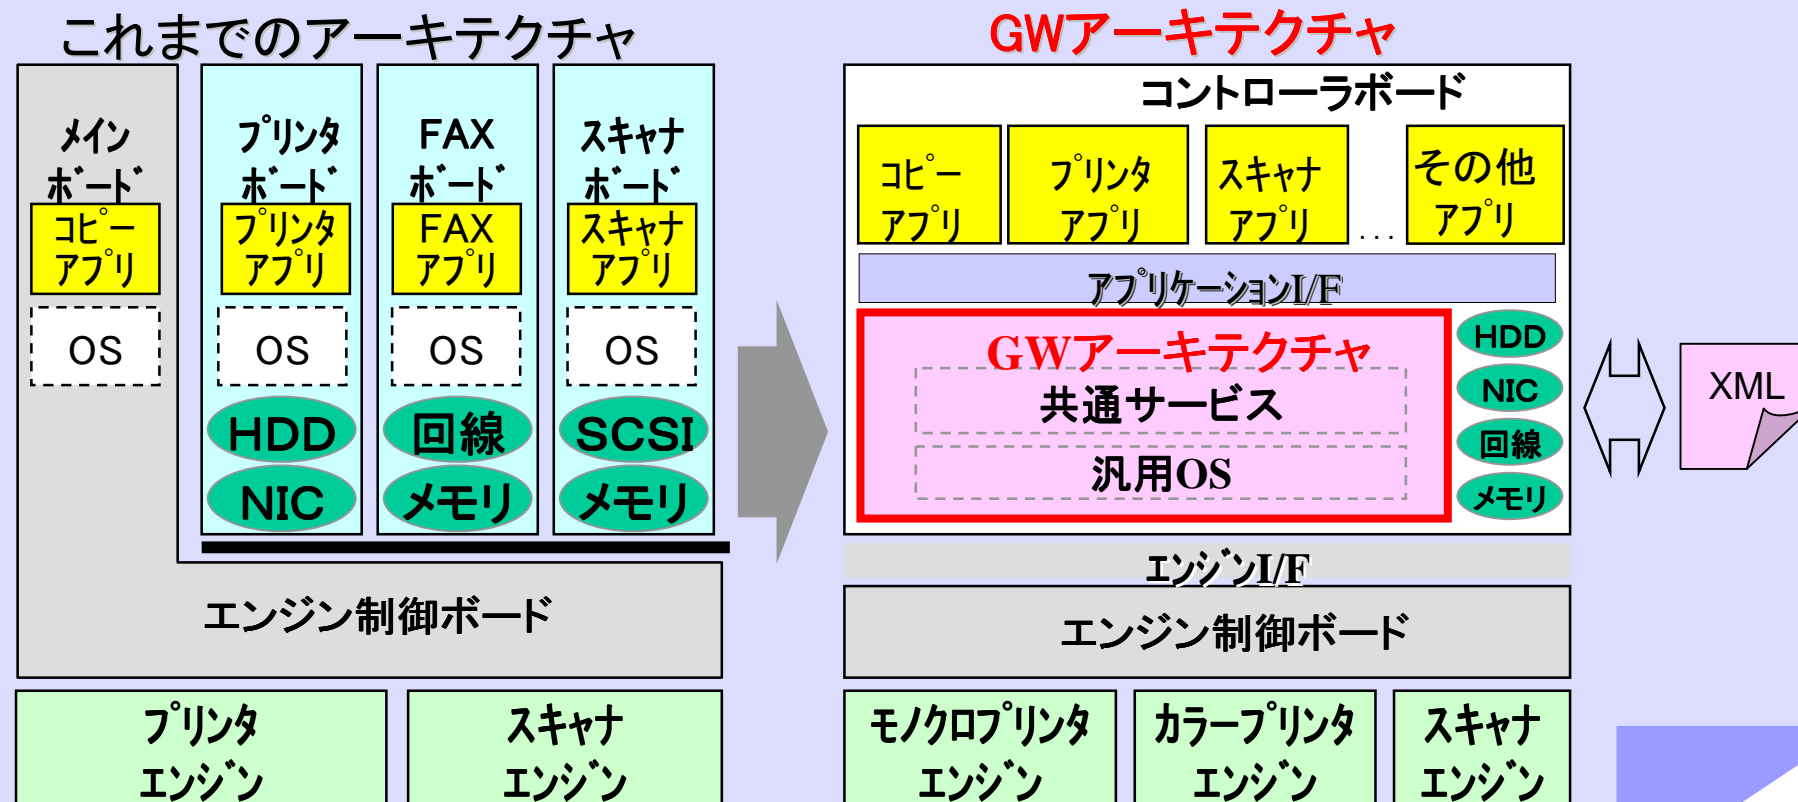 これまでのアーキテクチャ
メイン
ボード
コピー
アプリ
OS
プリンタ
ボード
プリンタ
アプリ
OS
HDD
NIC
FAX
ボード
FAX
アプリ
OS
回線
メモリ
スキャナ
ボード
スキャナ
アプリ
OS
SCSI
メモリ
エンジン制御ボード
プリンタ
エンジン
スキャナ
エンジン
GWアーキテクチャ
コントローラボード
コピー
アプリ
プリンタ
アプリ
スキャナ
アプリ
...
その他
アプリ
アプリケーションI/F
GWアーキテクチャ
共通サービス
汎用OS
HDD
NIC
回線
メモリ
XML
エンジンI/F
エンジン制御ボード
モノクロプリンタ
エンジン
カラープリンタ
エンジン
スキャナ
エンジン